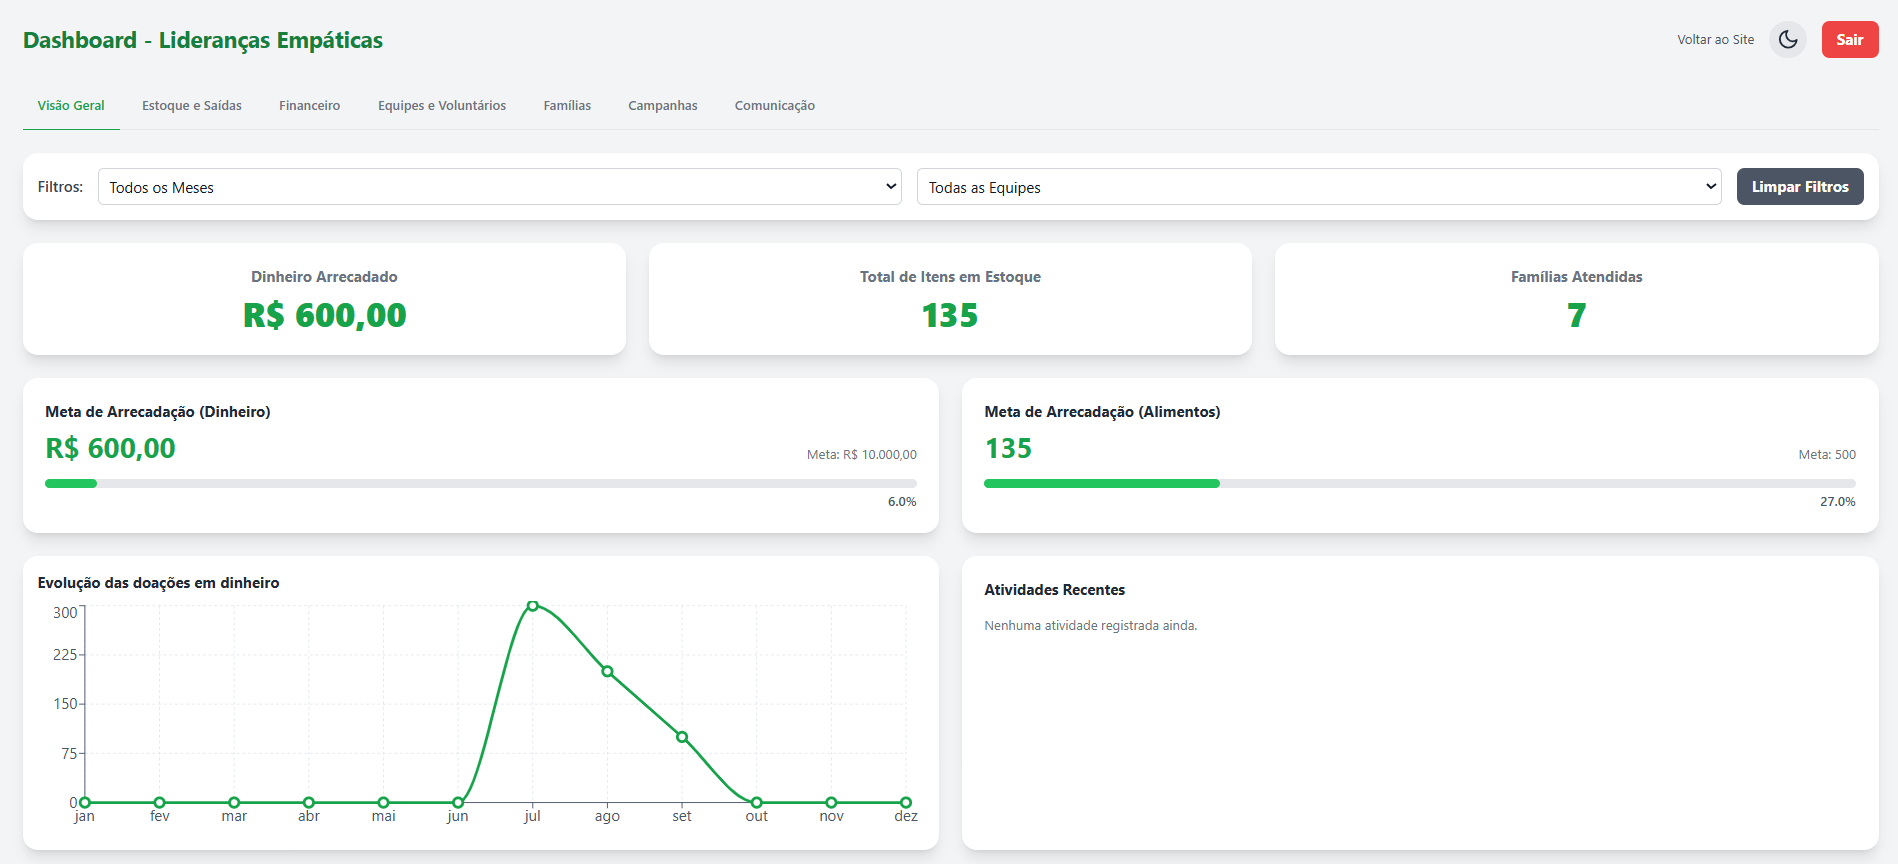 Dashboard - Lideranças Empáticas
Voltar ao Site
Sair
Visão Geral
Estoque e Saídas
Financeiro
Equipes e Voluntários
Famílias
Campanhas
Comunicação
Filtros:
Todos os Meses
Todas as Equipes
Limpar Filtros
Dinheiro Arrecadado
R$ 600,00
Total de Itens em Estoque
135
Famílias Atendidas
7
Meta de Arrecadação (Dinheiro)
R$ 600,00
Meta: R$ 10.000,00
6.0%
Meta de Arrecadação (Alimentos)
135
Meta: 500
27.0%
Evolução das doações em dinheiro
300
225
150
75
0
jan fev mar abr mai jun jul ago set out nov dez
Atividades Recentes
Nenhuma atividade registrada ainda.